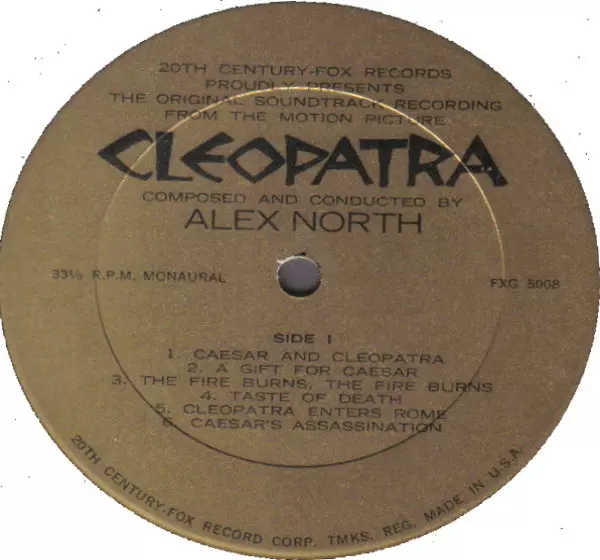 20TH CENTURY-FOX RECORDS
PROUDLY PRESENTS
THE ORIGINAL SOUNDTRACK RECORDING
FROM THE MOTION PICTURE
CLEOPATRA
COMPOSED AND CONDUCTED BY
ALEX NORTH
33⅓ R.P.M. MONAURAL
FXG 5008
SIDE 1
1. CAESAR AND CLEOPATRA
2. A GIFT FOR CAESAR
3. THE FIRE BURNS, THE FIRE BURNS
4. TASTE OF DEATH
5. CLEOPATRA ENTERS ROME
6. CAESAR'S ASSASSINATION
20TH CENTURY-FOX RECORD CORP. TMKS. REG. MADE IN U.S.A.